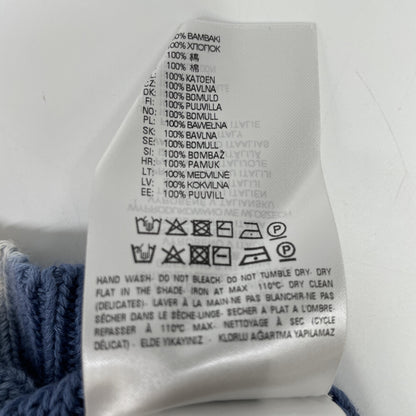 100% BAMBAKI
100% ХЛОПОК
100% 綿
100% 棉
NL: 100% KATOEN
CZ: 100% BAVLNA
DK: 100% BOMULD
FI: 100% PUUVILLA
NO: 100% BOMULL
PL: 100% BAWEŁNA
SK: 100% BAVLNA
SE: 100% BOMULL
SI: 100% BOMBAŽ
HR: 100% PAMUK
LT: 100% MEDVILNĖ
LV: 100% KOKVILNA
EE: 100% PUUVILL
HAND WASH- DO NOT BLEACH- DO NOT TUMBLE DRY- DRY
FLAT IN THE SHADE- IRON AT MAX 110°C- DRY CLEAN
(DELICATES)- LAVER À LA MAIN-NE PAS BLANCHIR-NE PAS
SÉCHER DANS LE SÈCHE-LINGE- SÉCHER A PLAT A L'OMBRE-
REPASSER À 110°C MAX- NETTOYAGE À SEC (CYCLE
DÉLICAT)- ELDE YIKAYINIZ - KLORLU AĞARTMA YAPILAMAZ